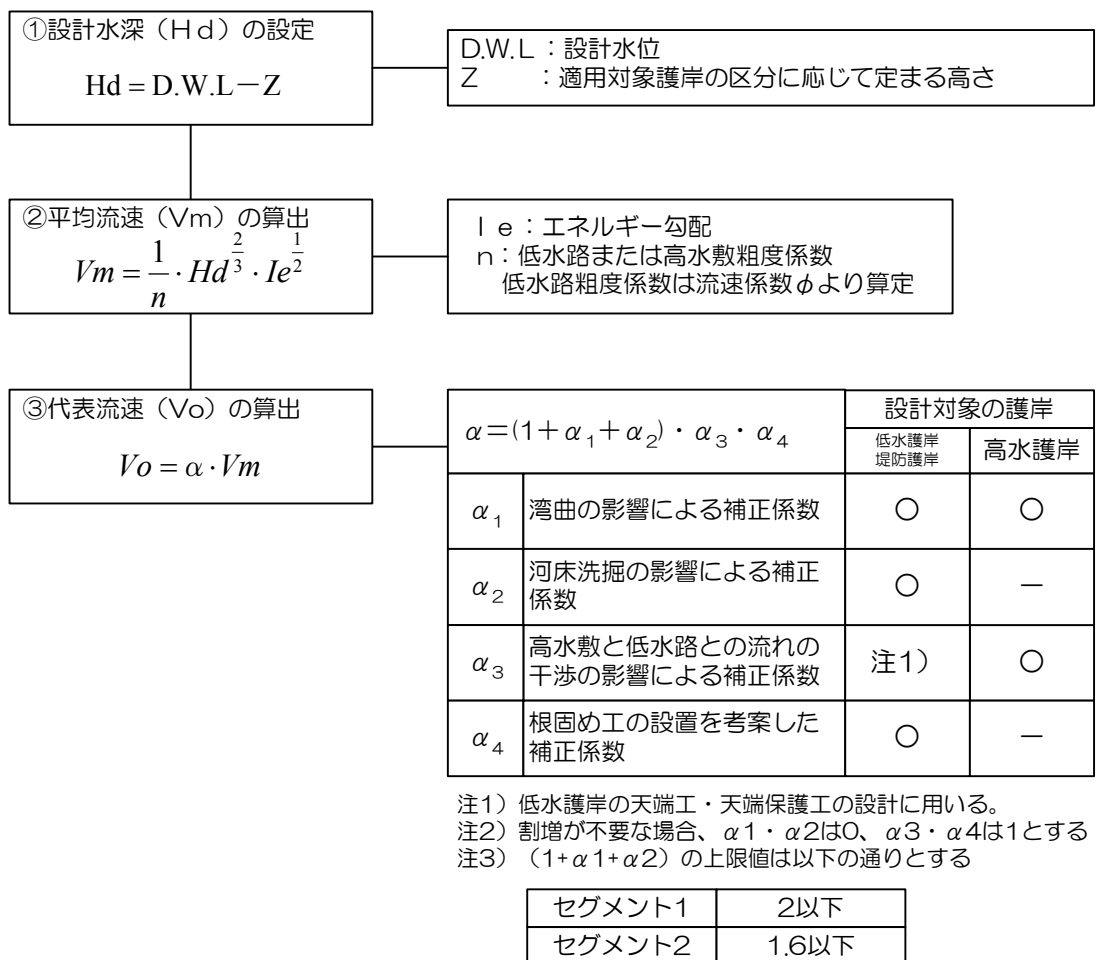 ①設計水深（Hd）の設定
Hd = D.W.L－Z
D.W.L：設計水位
Z　　：適用対象護岸の区分に応じて定まる高さ
②平均流速（Vm）の算出
Vm = 1/n · Hd^(2/3) · Ie^(1/2)
Ie：エネルギー勾配
n：低水路または高水敷粗度係数
低水路粗度係数は流速係数φより算定
③代表流速（Vo）の算出
Vo = α · Vm
α＝(1＋α₁＋α₂)・α₃・α₄
設計対象の護岸
低水護岸
堤防護岸
高水護岸
α₁ 湾曲の影響による補正係数 ○ ○
α₂ 河床洗掘の影響による補正
係数 ○ －
α₃ 高水敷と低水路との流れの
干渉の影響による補正係数 注1） ○
α₄ 根固め工の設置を考案した
補正係数 ○ －
注1）低水護岸の天端工・天端保護工の設計に用いる。
注2）割増が不要な場合、α1・α2は0、α3・α4は1とする
注3）（1+α1+α2）の上限値は以下の通りとする
セグメント1 2以下
セグメント2 1.6以下